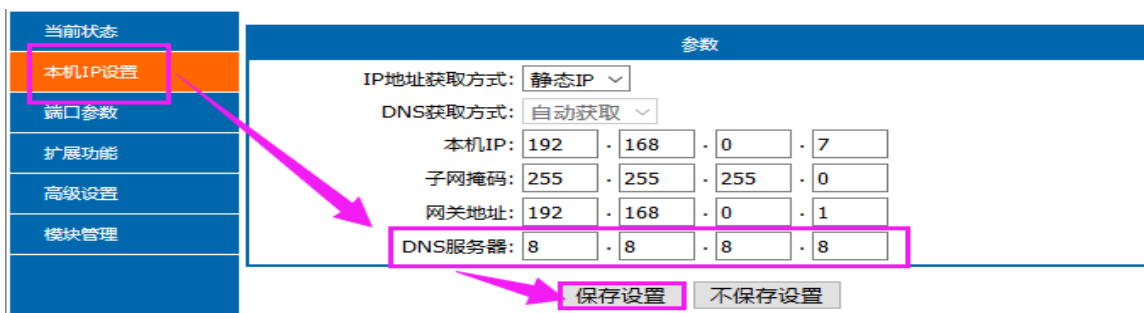 当前状态
本机IP设置
端口参数
扩展功能
高级设置
模块管理
参数
IP地址获取方式: 静态IP
DNS获取方式: 自动获取
本机IP: 192 . 168 . 0 . 7
子网掩码: 255 . 255 . 255 . 0
网关地址: 192 . 168 . 0 . 1
DNS服务器: 8 . 8 . 8 . 8
保存设置 不保存设置